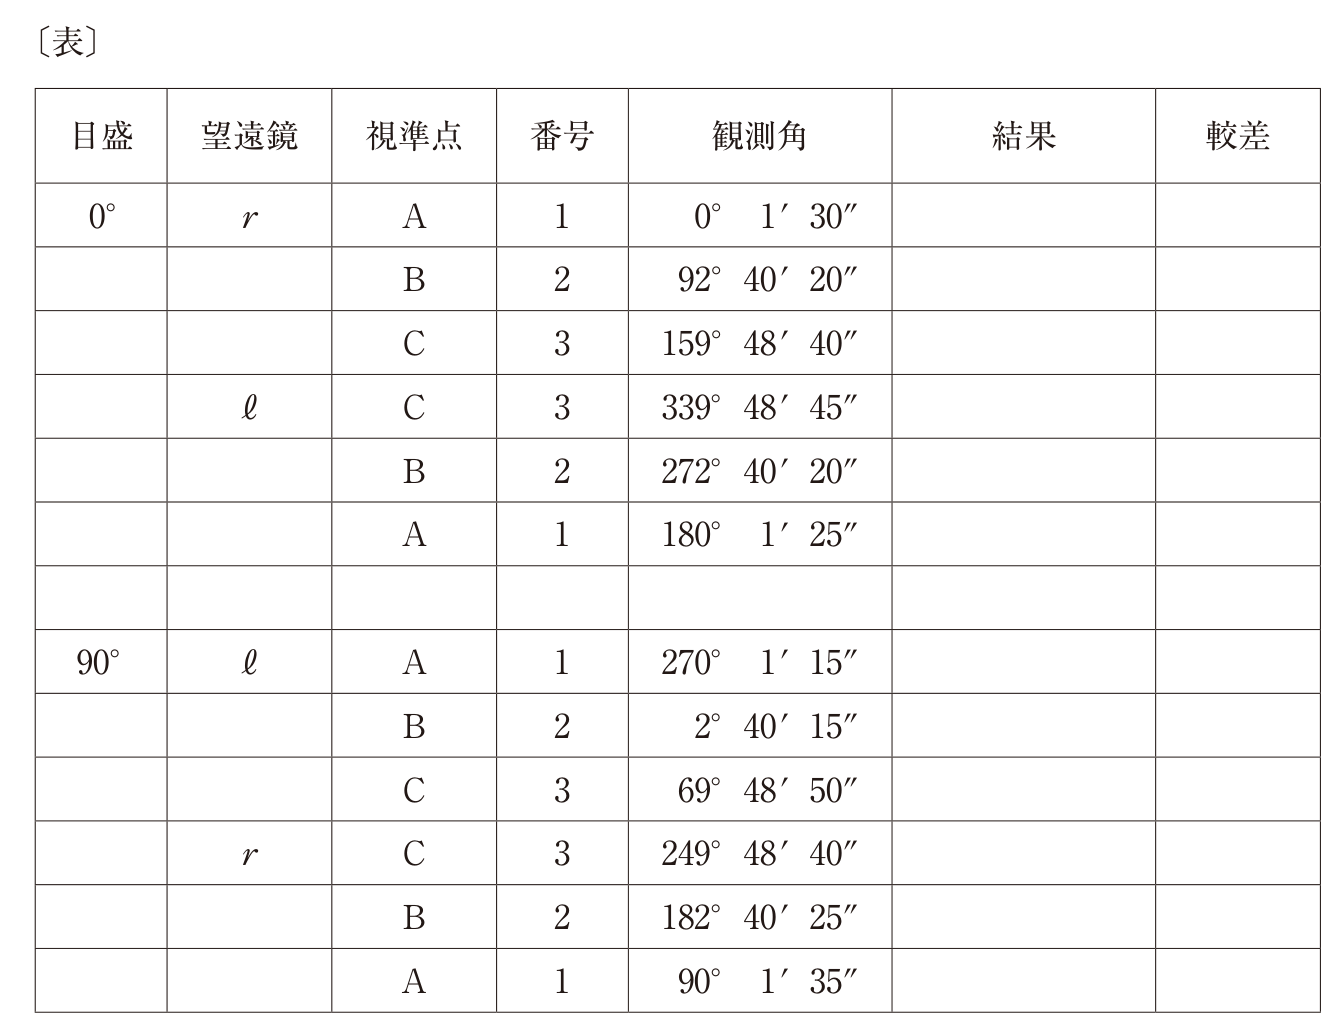 〔表〕
目盛 望遠鏡 視準点 番号 観測角 結果 較差
0° r A 1 0° 1′ 30″
B 2 92° 40′ 20″
C 3 159° 48′ 40″
ℓ C 3 339° 48′ 45″
B 2 272° 40′ 20″
A 1 180° 1′ 25″
90° ℓ A 1 270° 1′ 15″
B 2 2° 40′ 15″
C 3 69° 48′ 50″
r C 3 249° 48′ 40″
B 2 182° 40′ 25″
A 1 90° 1′ 35″